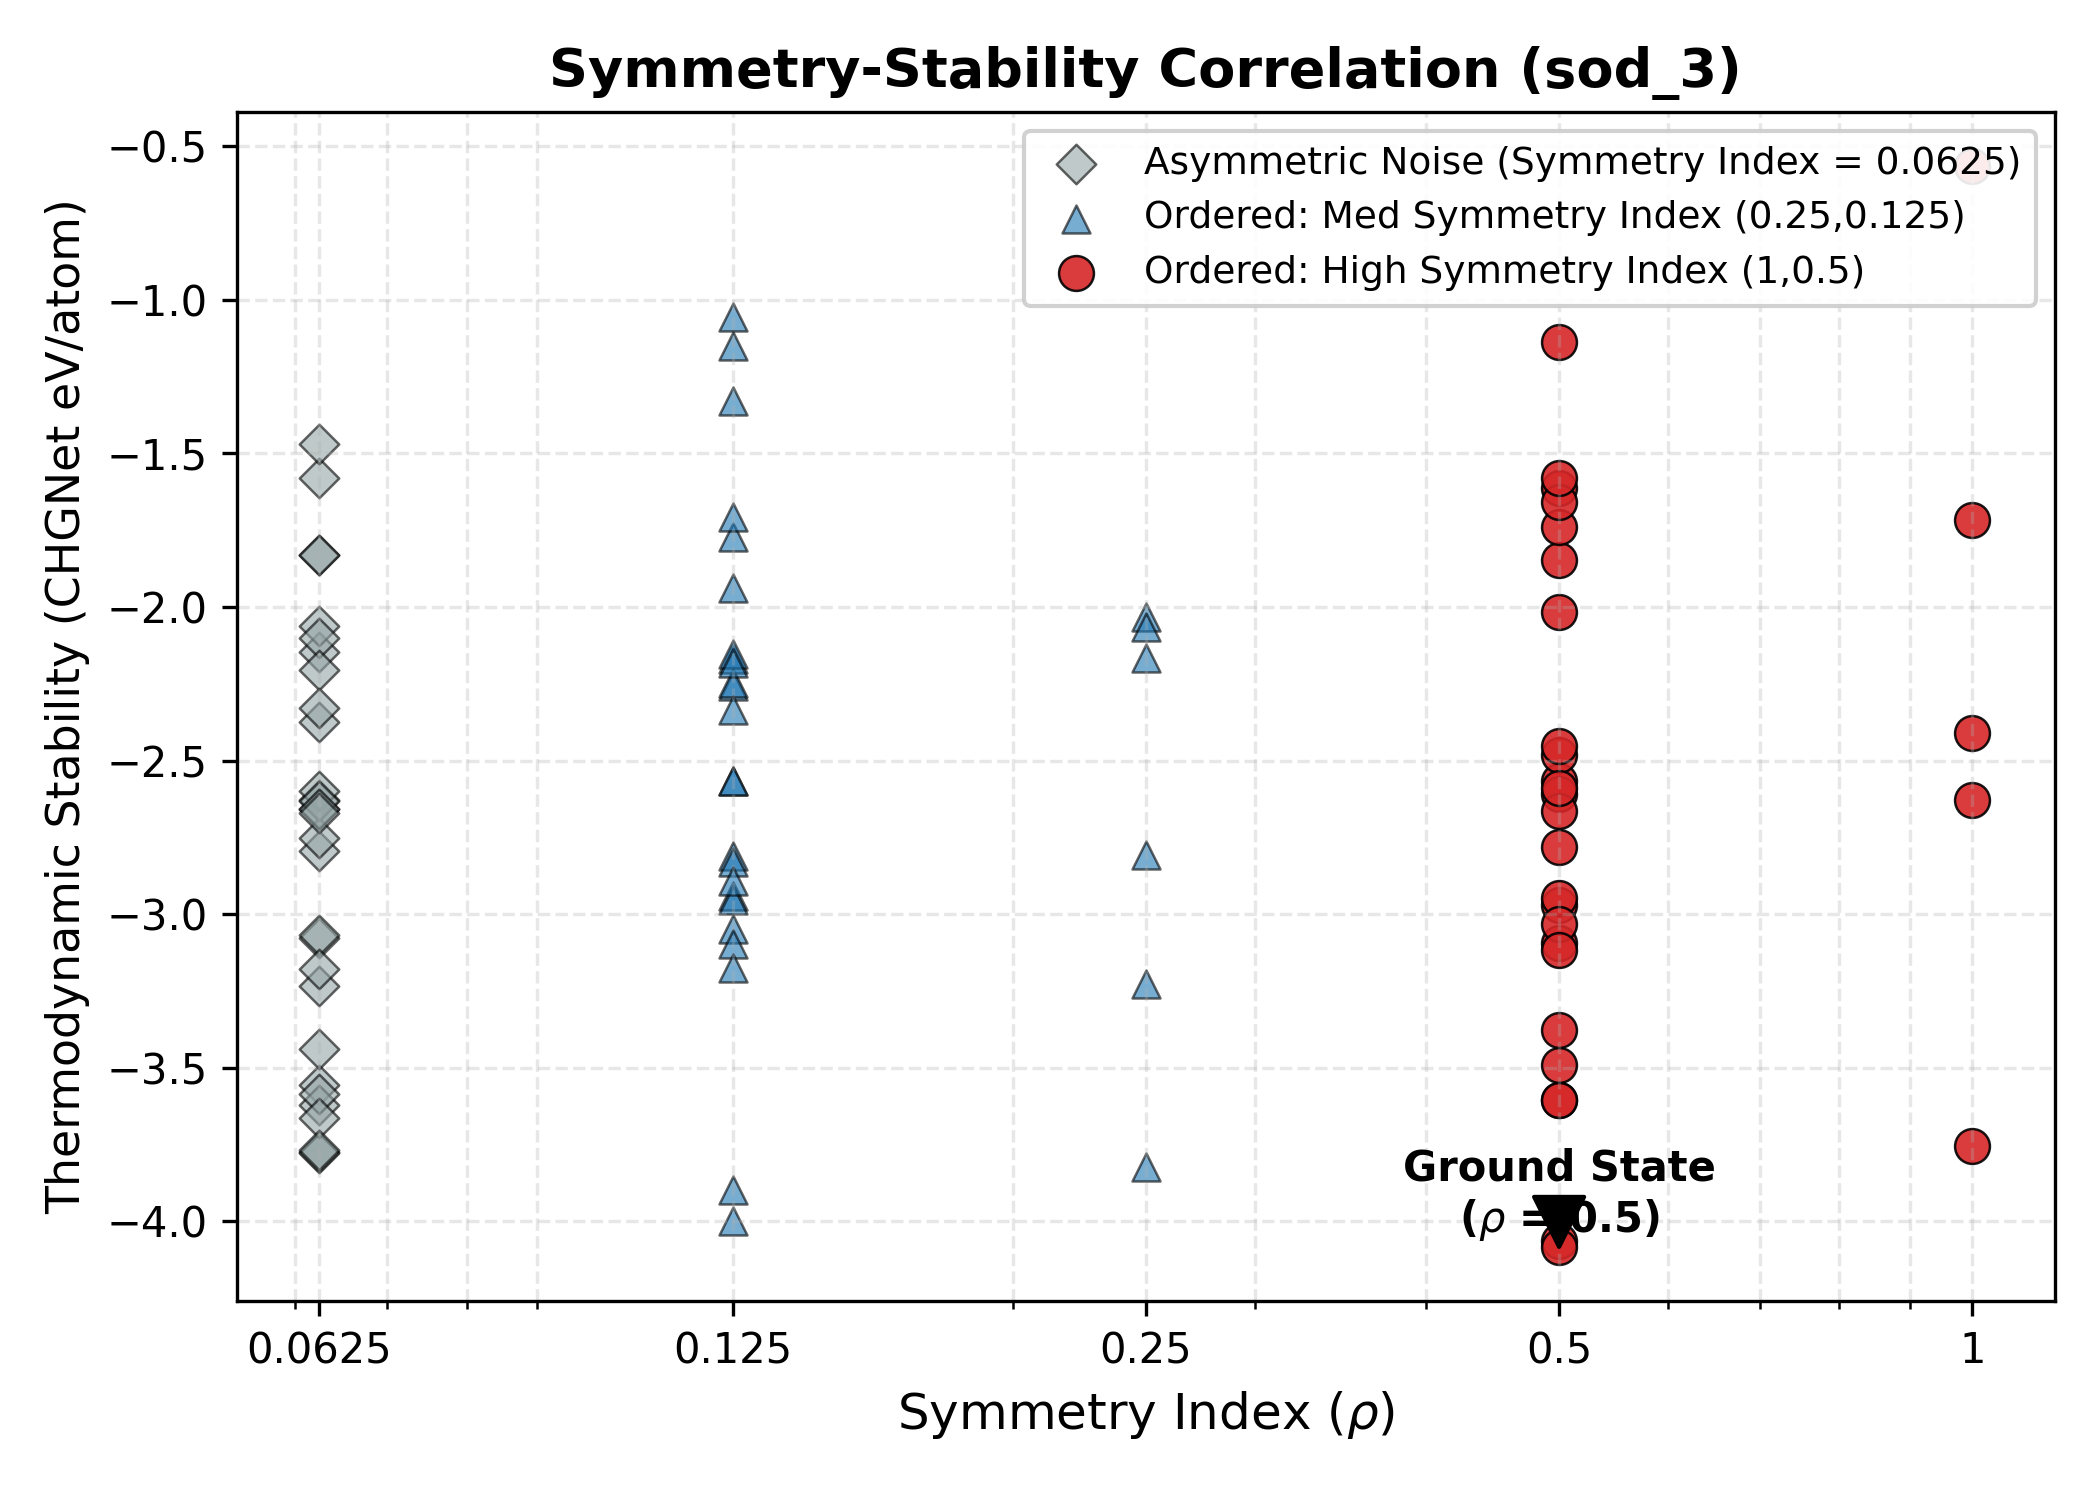 Symmetry-Stability Correlation (sod_3)
Asymmetric Noise (Symmetry Index = 0.0625)
Ordered: Med Symmetry Index (0.25,0.125)
Ordered: High Symmetry Index (1,0.5)
Thermodynamic Stability (CHGNet eV/atom)
−0.5
−1.0
−1.5
−2.0
−2.5
−3.0
−3.5
−4.0
Ground State
(ρ = 0.5)
0.0625 0.125 0.25 0.5 1
Symmetry Index (ρ)